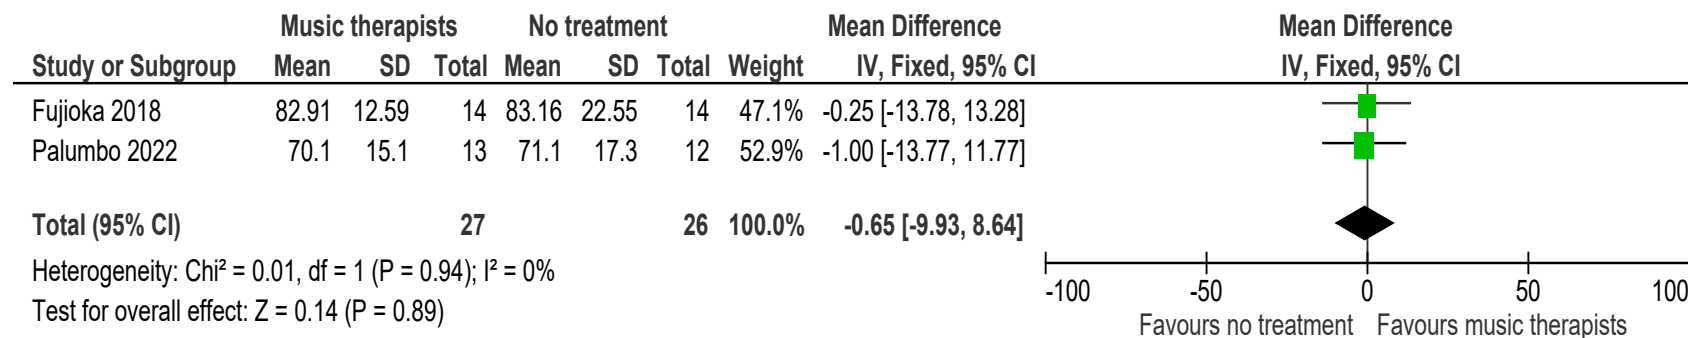 Music therapists No treatment Mean Difference Mean Difference
Study or Subgroup Mean SD Total Mean SD Total Weight IV, Fixed, 95% CI IV, Fixed, 95% CI
Fujioka 2018 82.91 12.59 14 83.16 22.55 14 47.1% -0.25 [-13.78, 13.28]
Palumbo 2022 70.1 15.1 13 71.1 17.3 12 52.9% -1.00 [-13.77, 11.77]
Total (95% CI) 27 26 100.0% -0.65 [-9.93, 8.64]
Heterogeneity: Chi² = 0.01, df = 1 (P = 0.94); I² = 0%
Test for overall effect: Z = 0.14 (P = 0.89)
-100 -50 0 50 100
Favours no treatment Favours music therapists